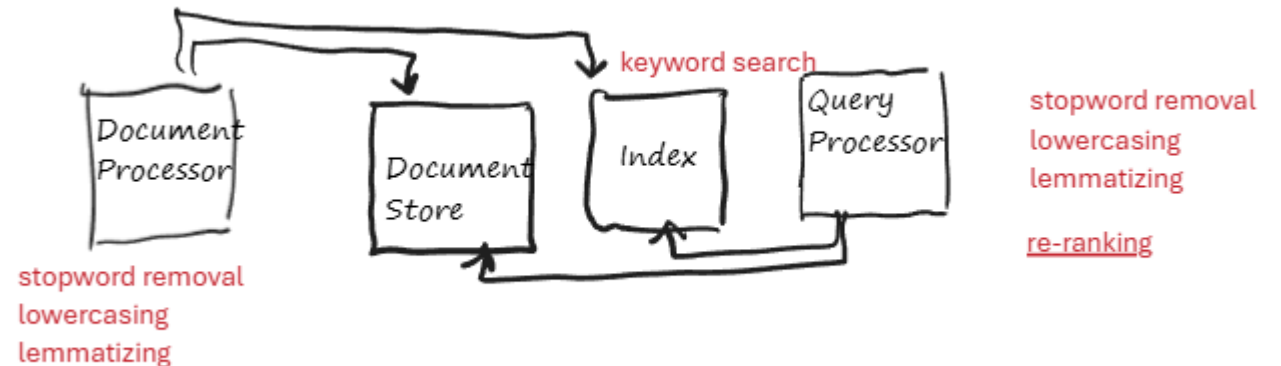 keyword search
Document
Processor
Document
Store
Index
Query
Processor
stopword removal
lowercasing
lemmatizing
re-ranking
stopword removal
lowercasing
lemmatizing